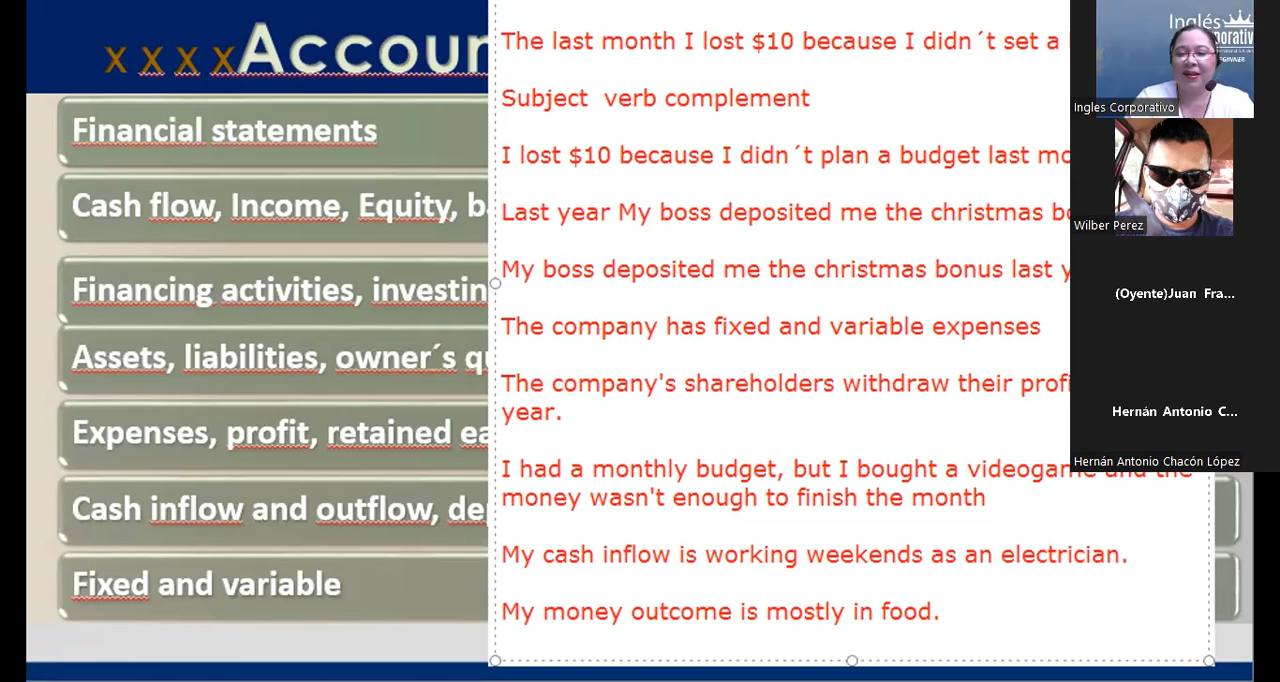 x x x xAccoun
Financial statements
Cash flow, Income, Equity, b
Financing activities, investin
Assets, liabilities, owner´s
Expenses, profit, retained
Cash inflow and outflow,
Fixed and variable
The last month I lost $10 because I didn´t set a
Subject verb complement
I lost $10 because I didn´t plan a budget last
Last year My boss deposited me the christmas
My boss deposited me the christmas bonus last
The company has fixed and variable expenses
The company's shareholders withdraw their
year.
I had a monthly budget, but I bought a videogame and the
money wasn't enough to finish the month
My cash inflow is working weekends as an electrician.
My money outcome is mostly in food.
Inglés
Ingles Corporativo
Wilber Perez
(Oyente)Juan Fra...
Hernán Antonio C...
Hernán Antonio Chacón López